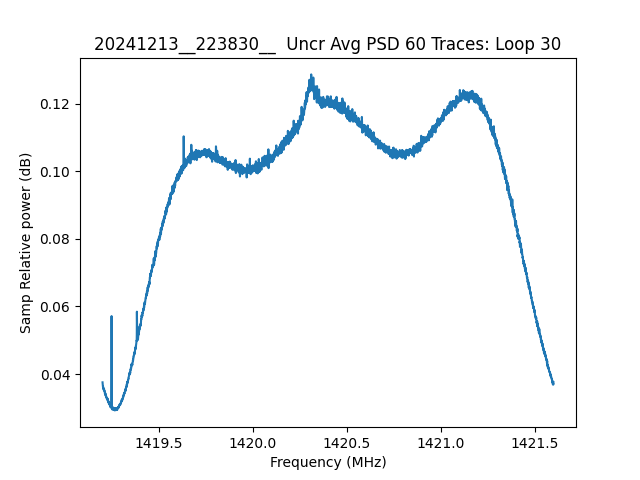 20241213__223830__  Uncr Avg PSD 60 Traces: Loop 30
Samp Relative power (dB)
0.12
0.10
0.08
0.06
0.04
1419.5 1420.0 1420.5 1421.0 1421.5
Frequency (MHz)